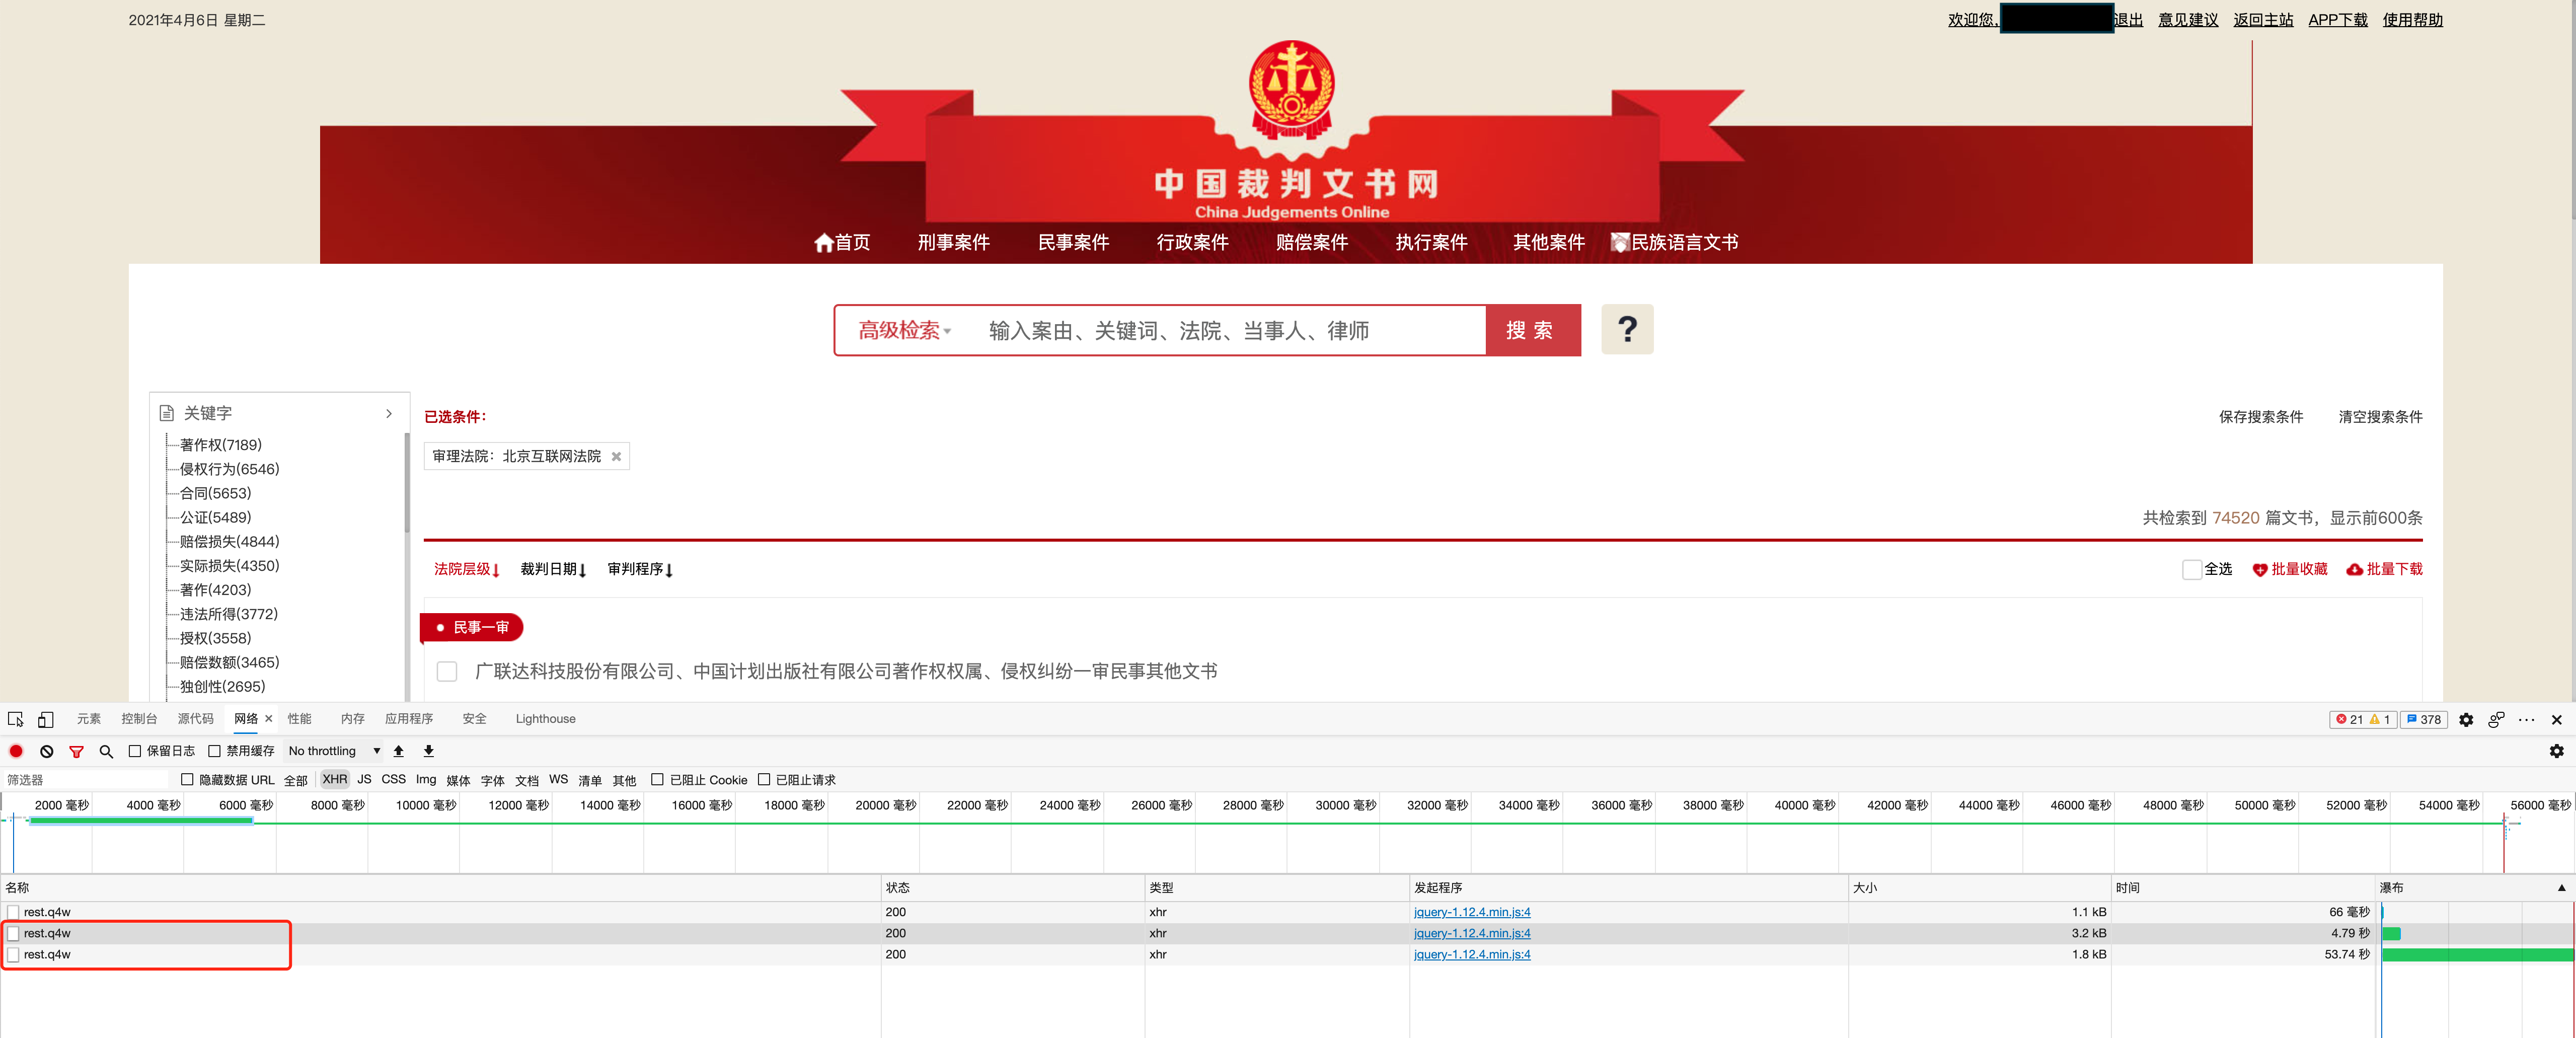 2021年4月6日 星期二
欢迎您, 退出 意见建议 返回主站 APP下载 使用帮助
中国裁判文书网
China Judgements Online
首页 刑事案件 民事案件 行政案件 赔偿案件 执行案件 其他案件 民族语言文书
高级检索 输入案由、关键词、法院、当事人、律师 搜索 ?
关键字
著作权(7189)
侵权行为(6546)
合同(5653)
公证(5489)
赔偿损失(4844)
实际损失(4350)
著作(4203)
违法所得(3772)
授权(3558)
赔偿数额(3465)
独创性(2695)
已选条件：
保存搜索条件 清空搜索条件
审理法院：北京互联网法院 ×
共检索到 74520 篇文书，显示前600条
法院层级 裁判日期 审判程序
全选 批量收藏 批量下载
民事一审
广联达科技股份有限公司、中国计划出版社有限公司著作权权属、侵权纠纷一审民事其他文书
元素 控制台 源代码 网络 × 性能 内存 应用程序 安全 Lighthouse 21 1 378
保留日志 禁用缓存 No throttling
筛选器 隐藏数据 URL 全部 XHR JS CSS Img 媒体 字体 文档 WS 清单 其他 已阻止 Cookie 已阻止请求
2000 毫秒 4000 毫秒 6000 毫秒 8000 毫秒 10000 毫秒 12000 毫秒 14000 毫秒 16000 毫秒 18000 毫秒 20000 毫秒 22000 毫秒 24000 毫秒 26000 毫秒 28000 毫秒 30000 毫秒 32000 毫秒 34000 毫秒 36000 毫秒 38000 毫秒 40000 毫秒 42000 毫秒 44000 毫秒 46000 毫秒 48000 毫秒 50000 毫秒 52000 毫秒 54000 毫秒 56000 毫秒
名称 状态 类型 发起程序 大小 时间 瀑布
rest.q4w 200 xhr jquery-1.12.4.min.js:4 1.1 kB 66 毫秒
rest.q4w 200 xhr jquery-1.12.4.min.js:4 3.2 kB 4.79 秒
rest.q4w 200 xhr jquery-1.12.4.min.js:4 1.8 kB 53.74 秒